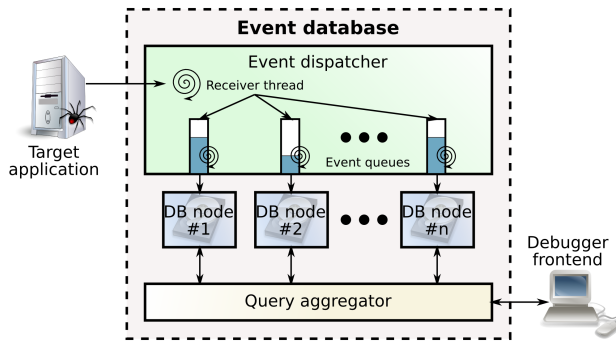 Event database
Event dispatcher
Receiver thread
Target
application
Event queues
DB node
#1
DB node
#2
DB node
#n
Debugger
frontend
Query aggregator